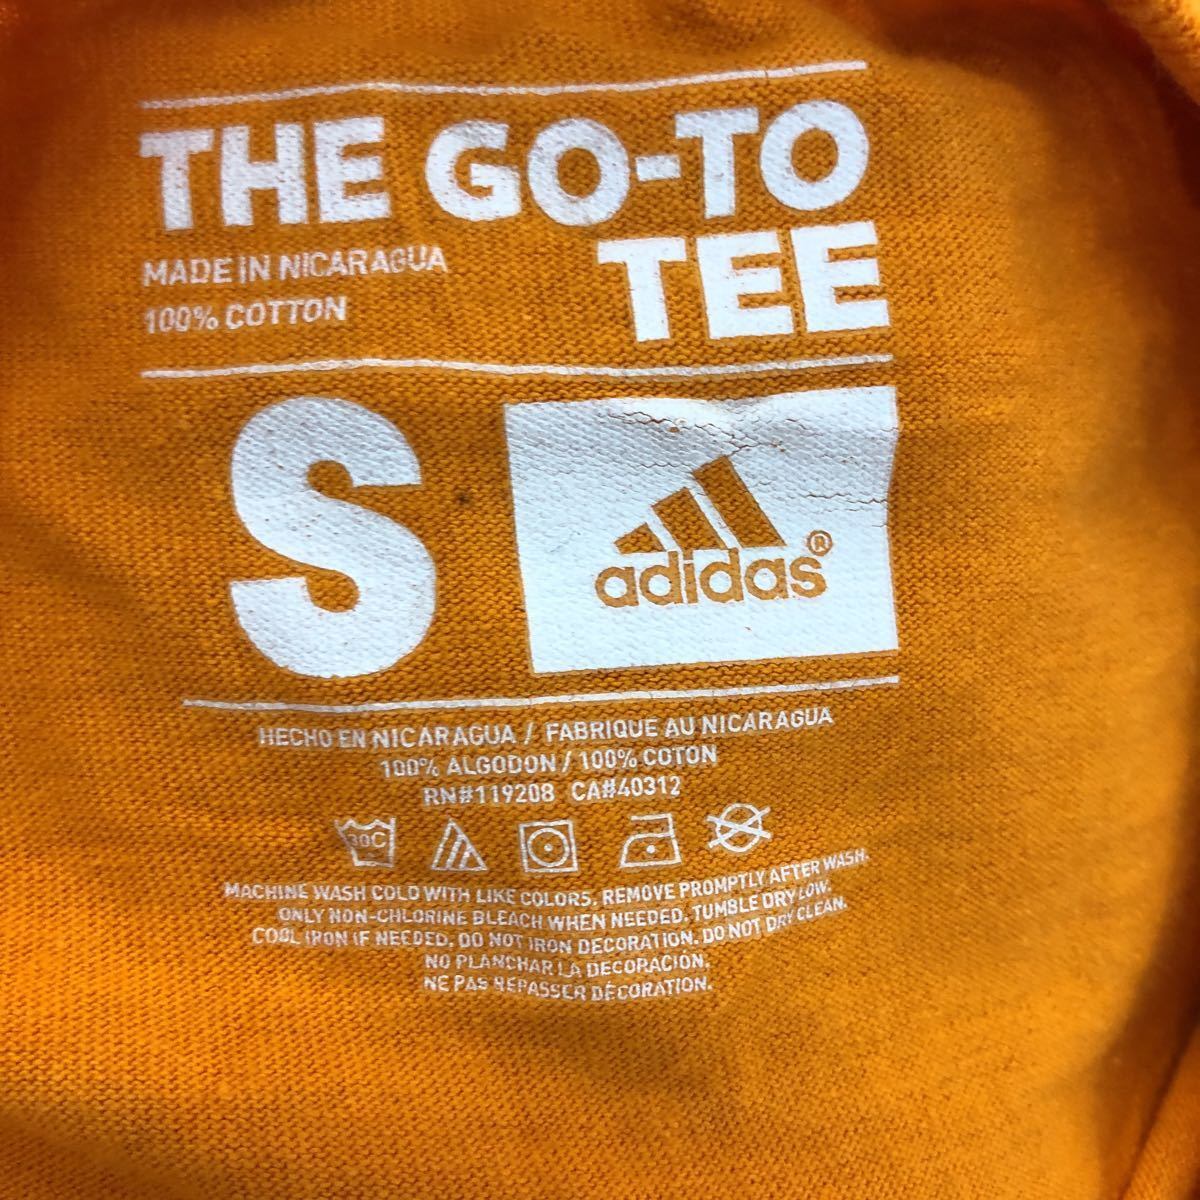 THE GO-TO
TEE
MADE IN NICARAGUA
100% COTTON
S
adidas®
HECHO EN NICARAGUA / FABRIQUE AU NICARAGUA
100% ALGODON / 100% COTON
RN#119208 CA#40312
30C
MACHINE WASH COLD WITH LIKE COLORS. REMOVE PROMPTLY AFTER WASH.
ONLY NON-CHLORINE BLEACH WHEN NEEDED. TUMBLE DRY LOW.
COOL IRON IF NEEDED. DO NOT IRON DECORATION. DO NOT DRY CLEAN.
NO PLANCHAR LA DECORACIÓN.
NE PAS REPASSER DÉCORATION.